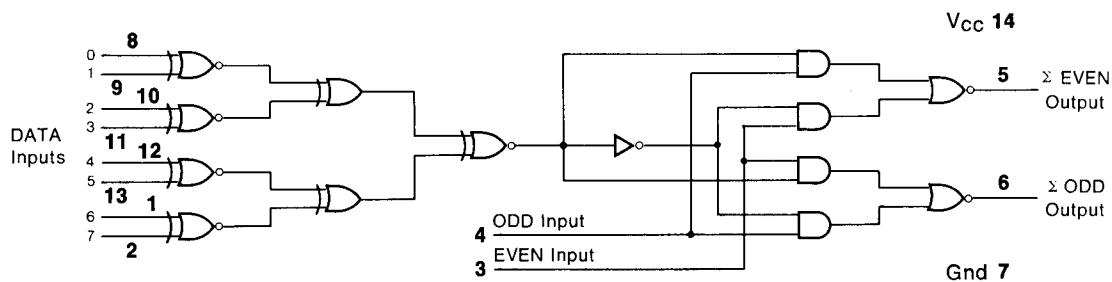 VCC 14
8
0
1
9
10
2
3
11
DATA
Inputs
12
4
5
13
1
6
7
2
5
Σ EVEN
Output
6
Σ ODD
Output
4 ODD Input
3 EVEN Input
Gnd 7